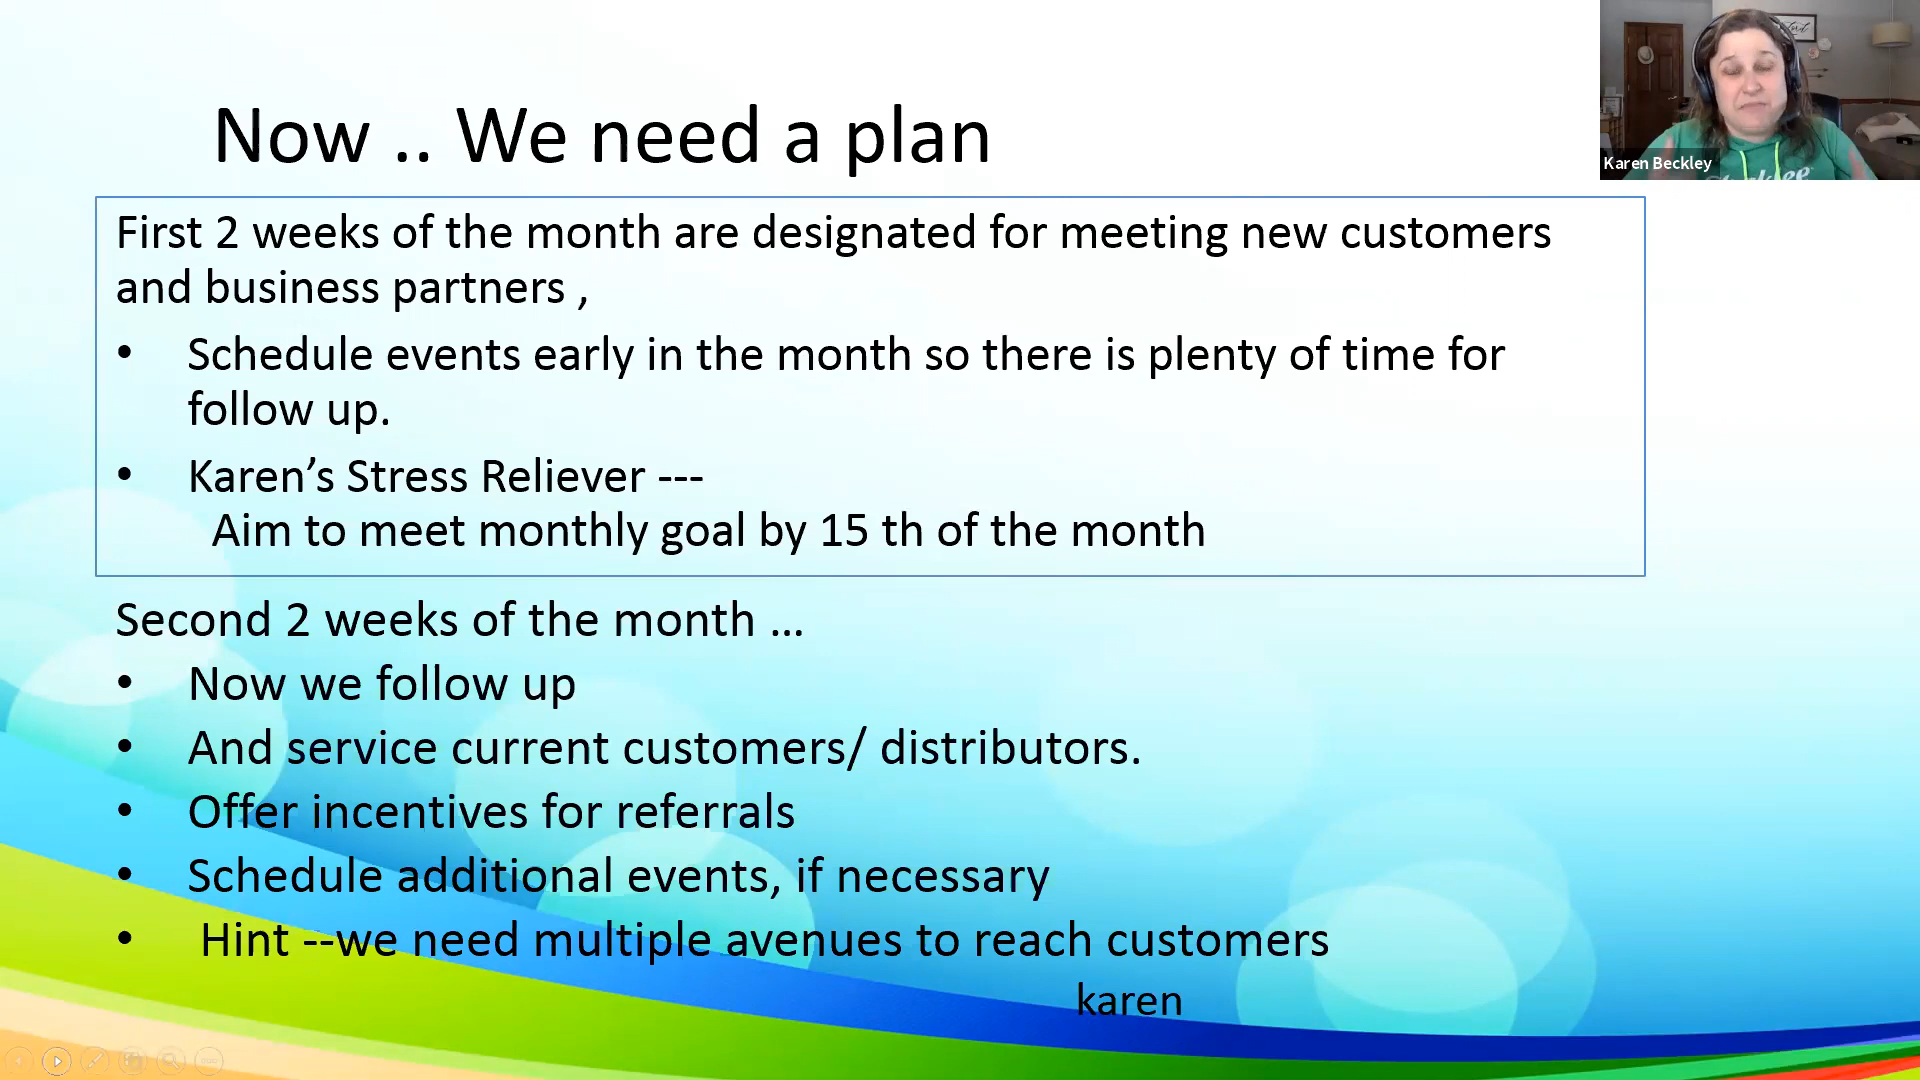 Now .. We need a plan
Karen Beckley
First 2 weeks of the month are designated for meeting new customers
and business partners ,
• Schedule events early in the month so there is plenty of time for
follow up.
• Karen’s Stress Reliever ---
Aim to meet monthly goal by 15 th of the month
Second 2 weeks of the month ...
• Now we follow up
• And service current customers/ distributors.
• Offer incentives for referrals
• Schedule additional events, if necessary
• Hint --we need multiple avenues to reach customers
karen